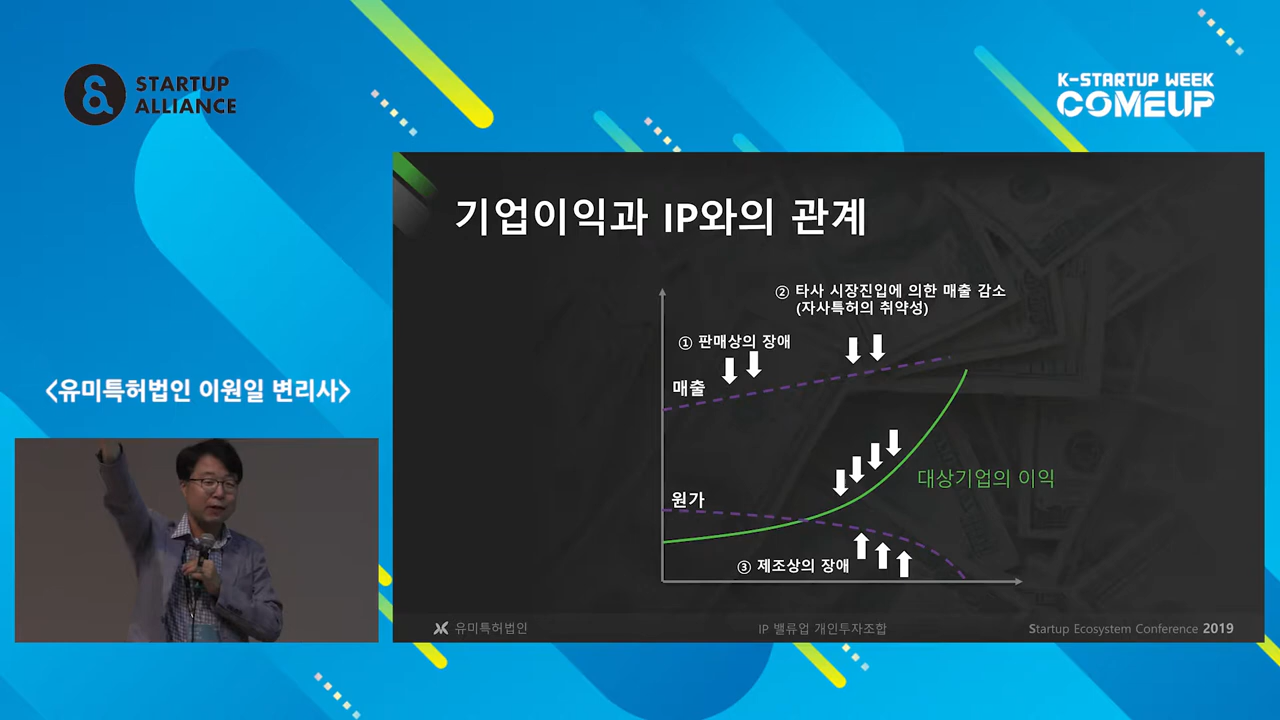 STARTUP
ALLIANCE
K-STARTUP WEEK
COMEUP
기업이익과 IP와의 관계
② 타사 시장진입에 의한 매출 감소
(자사특허의 취약성)
① 판매상의 장애
매출
<유미특허법인 이원일 변리사>
대상기업의 이익
원가
③ 제조상의 장애
유미특허법인
IP 밸류업 개인투자조합
Startup Ecosystem Conference 2019